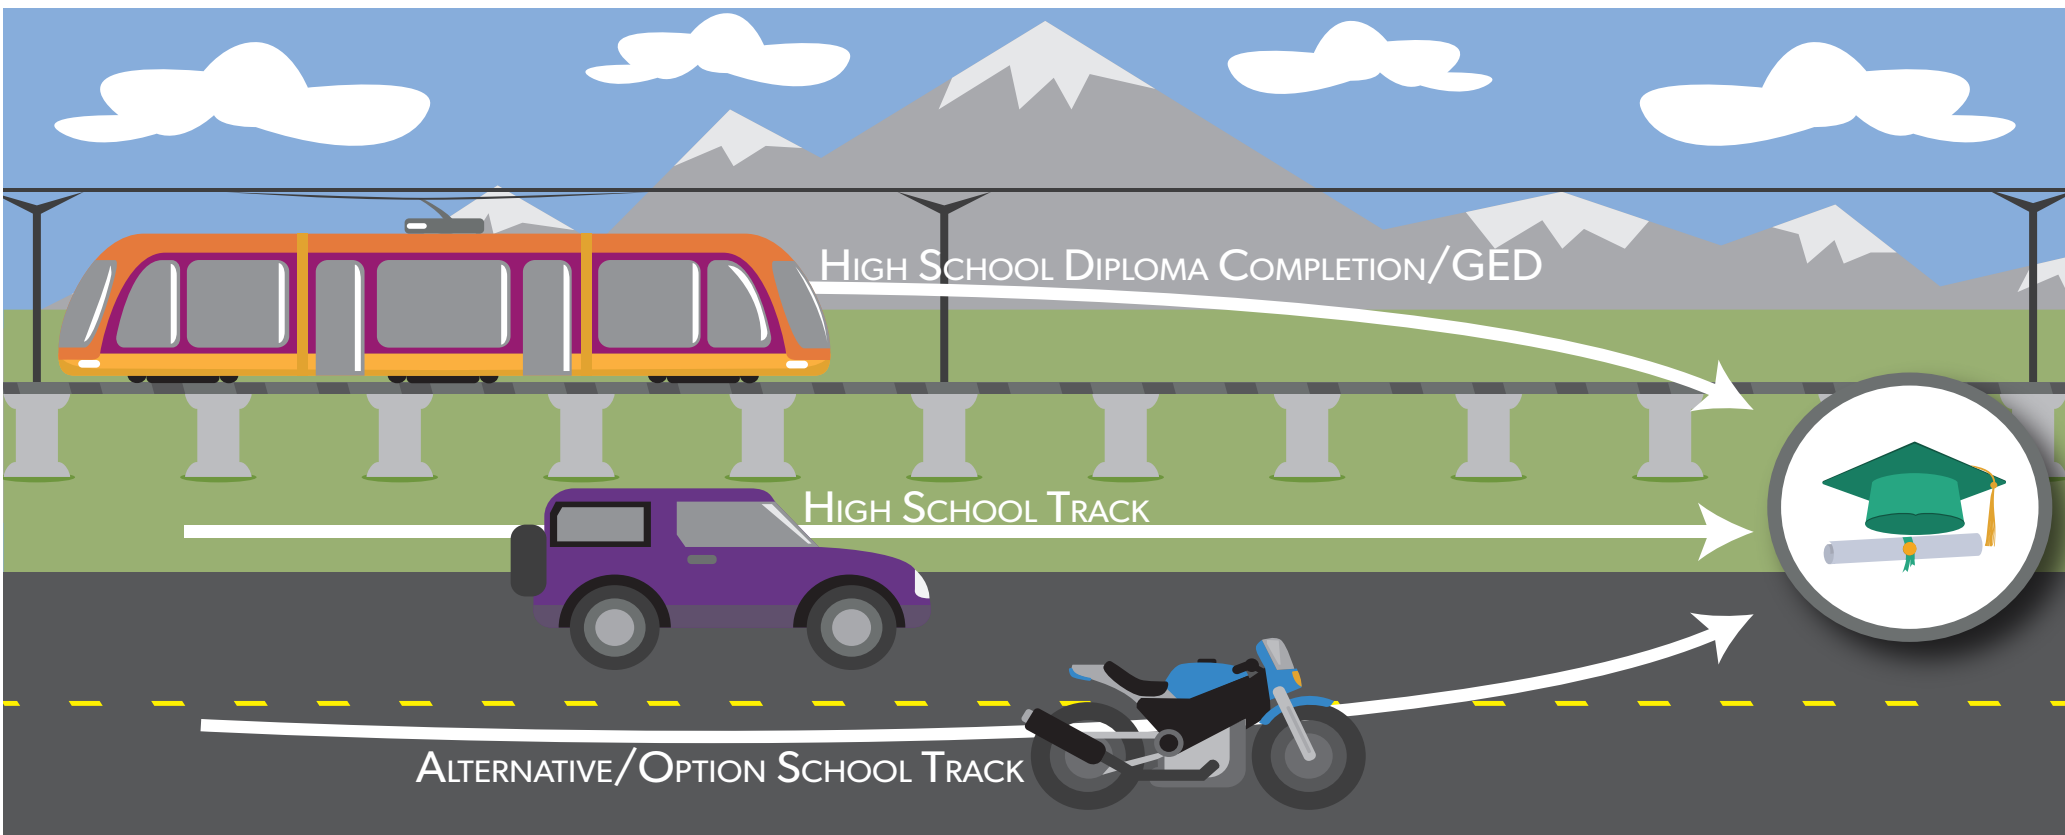 High School Diploma Completion/GED
High School Track
Alternative/Option School Track